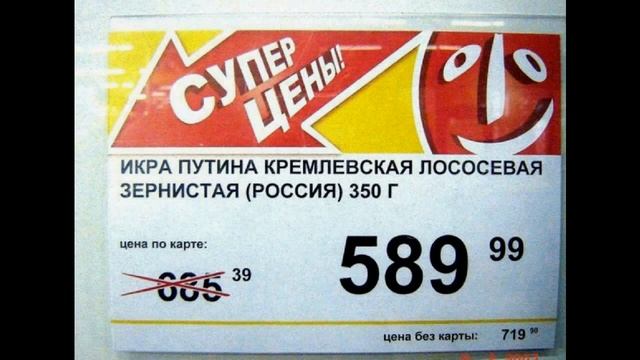 СУПЕР
ЦЕНЫ!
ИКРА ПУТИНА КРЕМЛЕВСКАЯ ЛОСОСЕВАЯ
ЗЕРНИСТАЯ (РОССИЯ) 350 Г
цена по карте:
685 39
589 99
цена без карты: 719 90